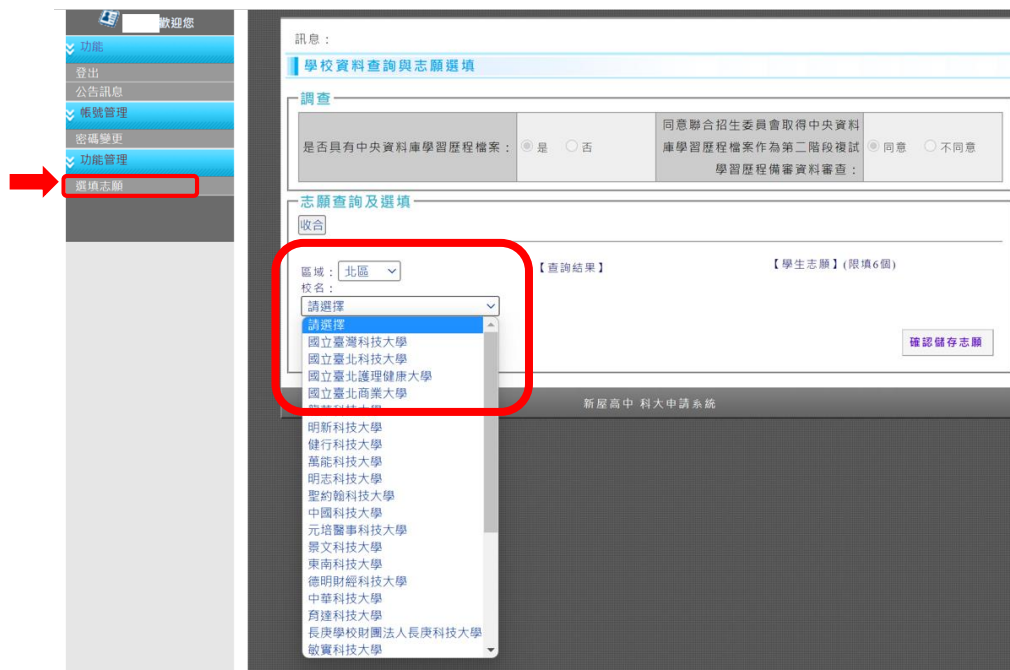 歡迎您
功能
登出
公告訊息
帳號管理
密碼變更
功能管理
選填志願
訊息：
學校資料查詢與志願選填
調查
是否具有中央資料庫學習歷程檔案：
是
否
同意聯合招生委員會取得中央資料
庫學習歷程檔案作為第二階段複試
學習歷程備審資料審查：
同意
不同意
志願查詢及選填
收合
區域：
北區
校名：
請選擇
【查詢結果】
【學生志願】(限填6個)
請選擇
國立臺灣科技大學
國立臺北科技大學
國立臺北護理健康大學
國立臺北商業大學
明新科技大學
健行科技大學
萬能科技大學
明志科技大學
聖約翰科技大學
中國科技大學
元培醫事科技大學
景文科技大學
東南科技大學
德明財經科技大學
中華科技大學
育達科技大學
長庚學校財團法人長庚科技大學
敏實科技大學
確認儲存志願
新屋高中 科大申請系統